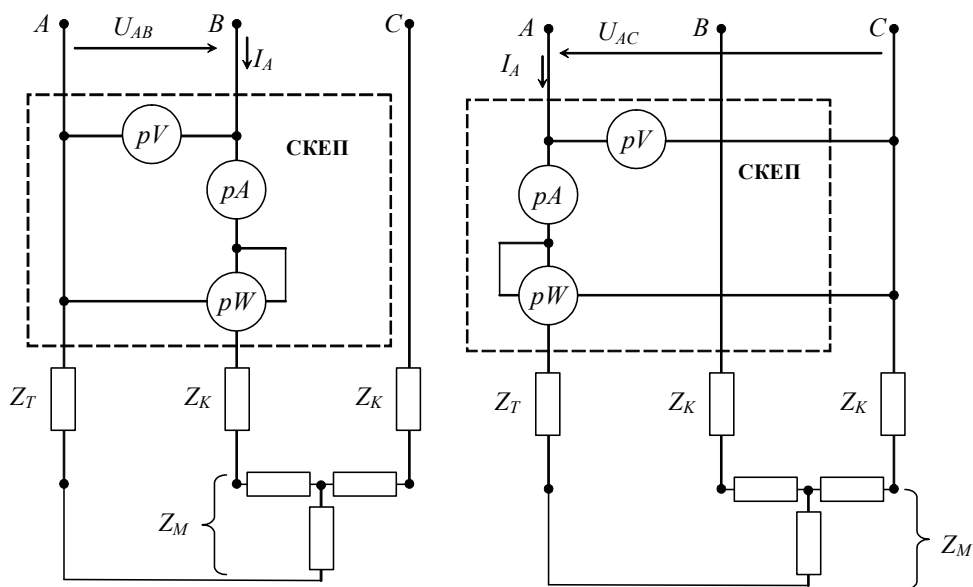 A
U_AB
B
I_A
C
pV
СКЕП
pA
pW
Z_T
Z_K
Z_K
Z_M
A
U_AC
B
C
I_A
pV
СКЕП
pA
pW
Z_T
Z_K
Z_K
Z_M